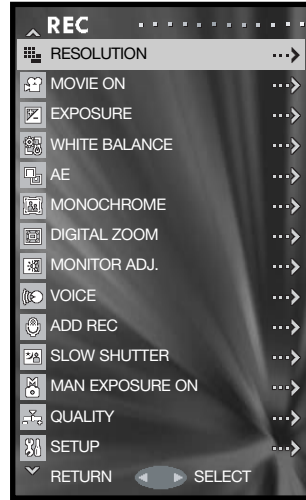 REC
RESOLUTION
MOVIE ON
EXPOSURE
WHITE BALANCE
AE
MONOCHROME
DIGITAL ZOOM
MONITOR ADJ.
VOICE
ADD REC
SLOW SHUTTER
MAN EXPOSURE ON
QUALITY
SETUP
RETURN SELECT